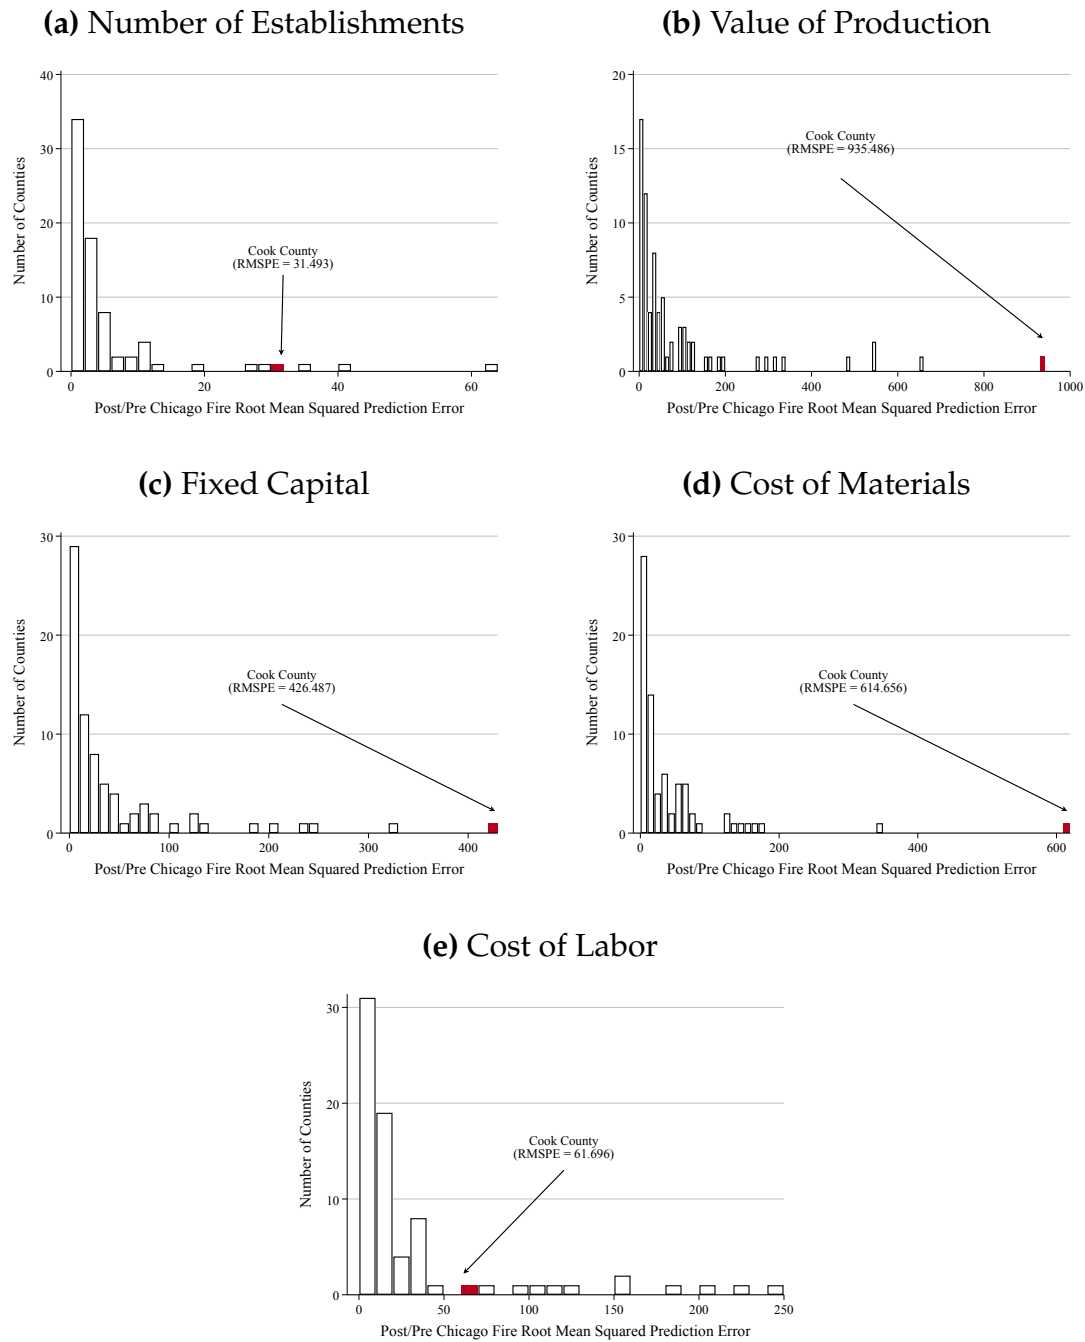 (a) Number of Establishments
40
30
20
10
0
Number of Counties
Cook County
(RMSPE = 31.493)
0 20 40 60
Post/Pre Chicago Fire Root Mean Squared Prediction Error
(b) Value of Production
20
15
10
5
0
Number of Counties
Cook County
(RMSPE = 935.486)
0 200 400 600 800 1000
Post/Pre Chicago Fire Root Mean Squared Prediction Error
(c) Fixed Capital
30
20
10
0
Number of Counties
Cook County
(RMSPE = 426.487)
0 100 200 300 400
Post/Pre Chicago Fire Root Mean Squared Prediction Error
(d) Cost of Materials
30
20
10
0
Number of Counties
Cook County
(RMSPE = 614.656)
0 200 400 600
Post/Pre Chicago Fire Root Mean Squared Prediction Error
(e) Cost of Labor
30
20
10
0
Number of Counties
Cook County
(RMSPE = 61.696)
0 50 100 150 200 250
Post/Pre Chicago Fire Root Mean Squared Prediction Error